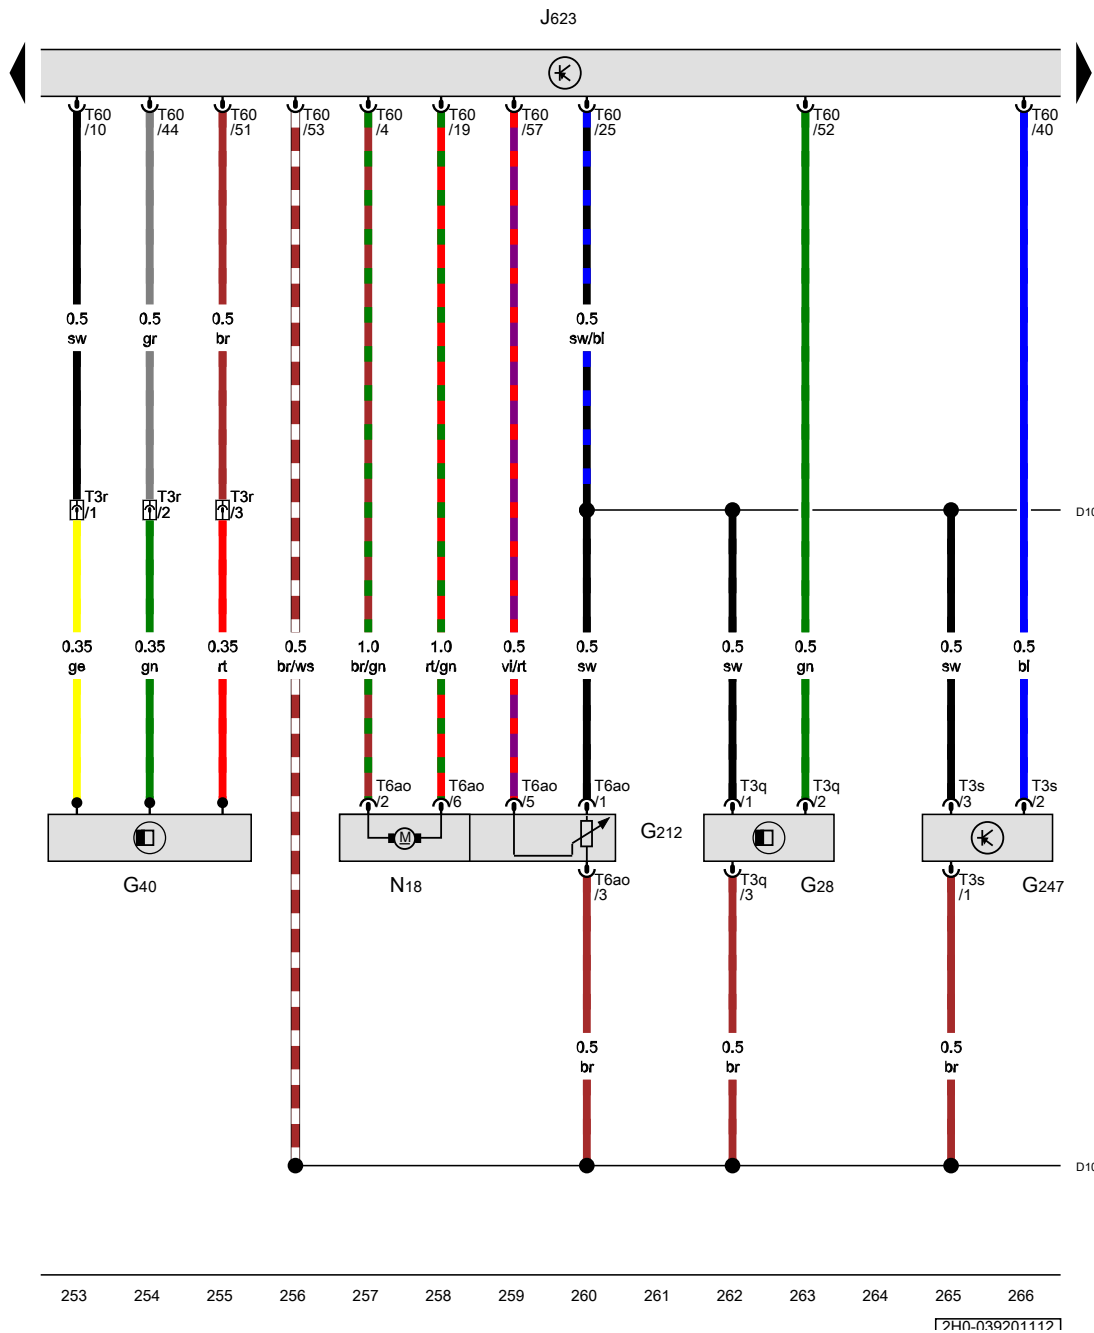 J623
T60 T60 T60 T60 T60 T60 T60 T60 T60 T60
/10 /44 /51 /53 /4 /19 /57 /25 /52 /40
0.5 0.5 0.5 0.5
sw gr br sw/bl
T3r T3r T3r
/1 /2 /3
D10
0.35 0.35 0.35 0.5 1.0 1.0 0.5 0.5 0.5 0.5 0.5 0.5
ge gn rt br/ws br/gn rt/gn vi/rt sw sw gn sw bl
T6ao T6ao T6ao T6ao T3q T3q T3s T3s
/2 /6 /5 /1 /1 /2 /3 /2
M
G212
G40 N18 T6ao T3q G28 T3s G247
/3 /3 /1
0.5 0.5 0.5
br br br
D10
253 254 255 256 257 258 259 260 261 262 263 264 265 266
2H0-039201112